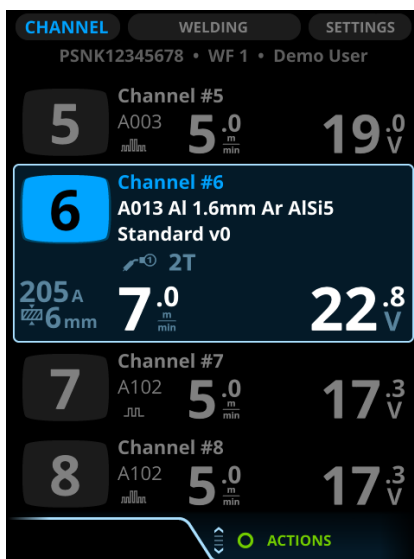 CHANNEL WELDING SETTINGS
PSNK12345678 • WF 1 • Demo User
5
Channel #5
A003
5.0 m/min
19.0 V
6
Channel #6
A013 Al 1.6mm Ar AlSi5
Standard v0
1 2T
205 A
6 mm
7.0 m/min
22.8 V
7
Channel #7
A102
5.0 m/min
17.3 V
8
Channel #8
A102
5.0 m/min
17.3 V
ACTIONS